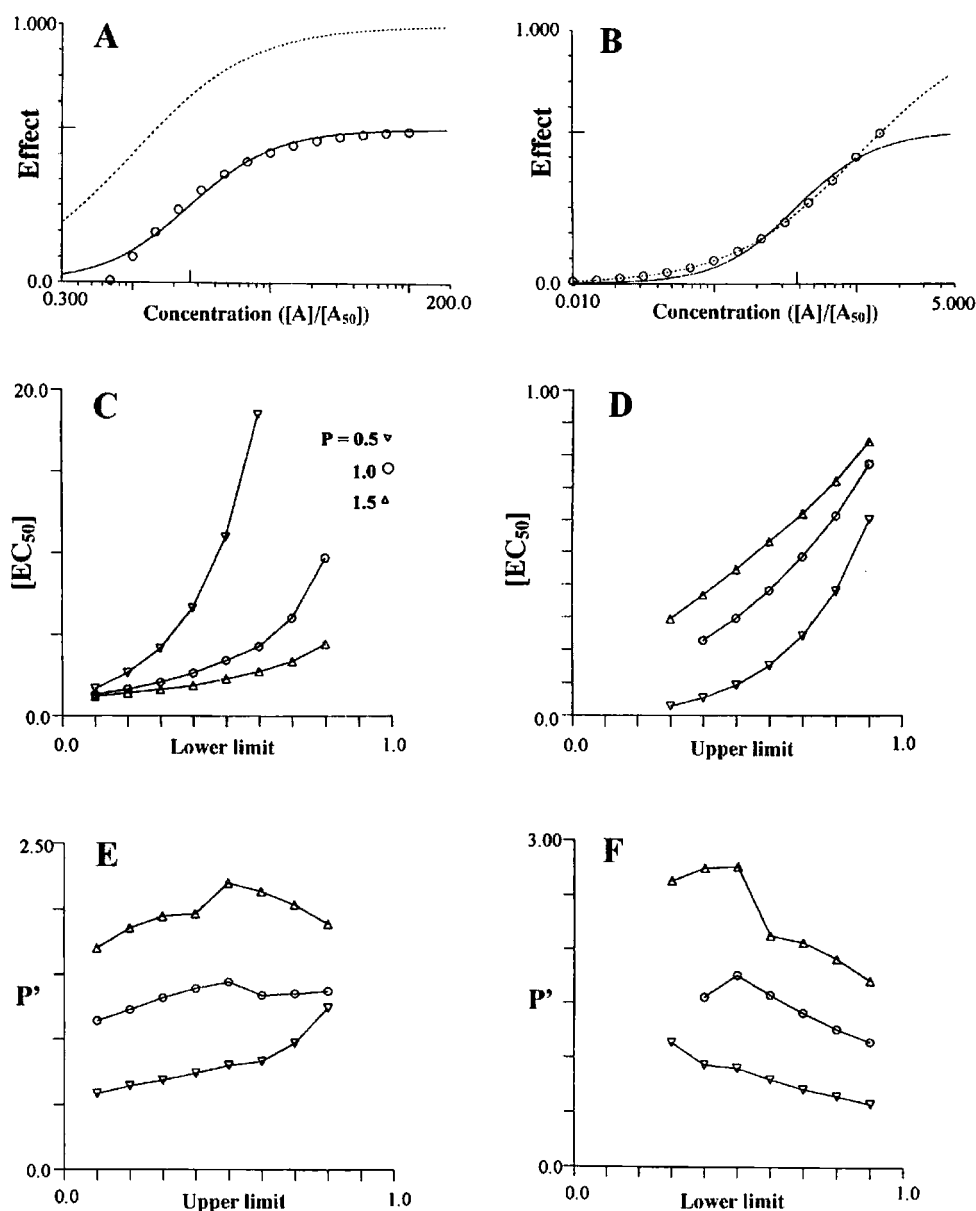 A
1.000
Effect
0.0
0.300
200.0
Concentration ([A]/[A₅₀])
B
1.000
Effect
0.0
0.010
5.000
Concentration ([A]/[A₅₀])
C
20.0
[EC₅₀]
0.0
0.0
1.0
Lower limit
P = 0.5
1.0
1.5
D
1.00
[EC₅₀]
0.0
0.0
1.0
Upper limit
E
2.50
P'
0.0
0.0
1.0
Upper limit
F
3.00
P'
0.0
0.0
1.0
Lower limit